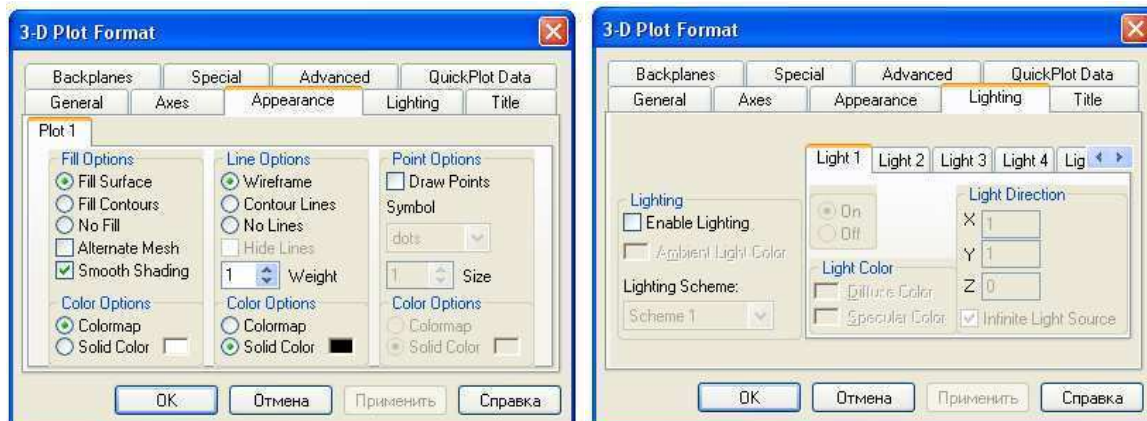 3-D Plot Format
Backplanes Special Advanced QuickPlot Data
General Axes Appearance Lighting Title
Plot 1
Fill Options
Fill Surface
Fill Contours
No Fill
Alternate Mesh
Smooth Shading
Color Options
Colormap
Solid Color
Line Options
Wireframe
Contour Lines
No Lines
Hide Lines
1 Weight
Color Options
Colormap
Solid Color
Point Options
Draw Points
Symbol
dots
1 Size
Color Options
Colormap
Solid Color
OK Отмена Применить Справка
3-D Plot Format
Backplanes Special Advanced QuickPlot Data
General Axes Appearance Lighting Title
Lighting
Enable Lighting
Ambient Light Color
Lighting Scheme:
Scheme 1
Light 1 Light 2 Light 3 Light 4 Lig
On
Off
Light Color
Diffuse Color
Specular Color
Light Direction
X 1
Y 1
Z 0
Infinite Light Source
OK Отмена Применить Справка